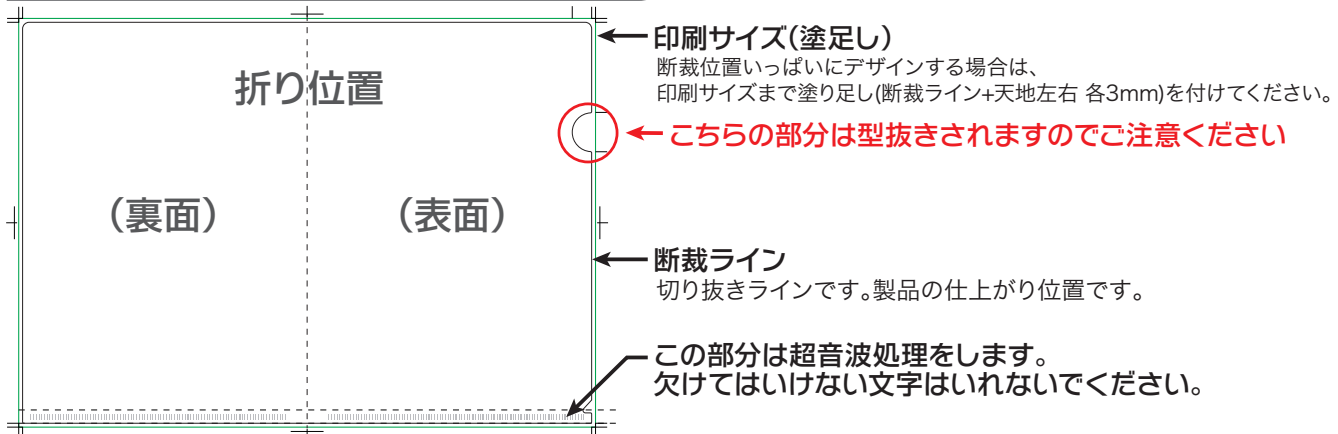 印刷サイズ(塗足し)
断裁位置いっぱいにデザインする場合は、
印刷サイズまで塗り足し(断裁ライン+天地左右 各3mm)を付けてください。
折り位置
こちらの部分は型抜きされますのでご注意ください
(裏面)
(表面)
断裁ライン
切り抜きラインです。製品の仕上がり位置です。
この部分は超音波処理をします。
欠けてはいけない文字はいれないでください。